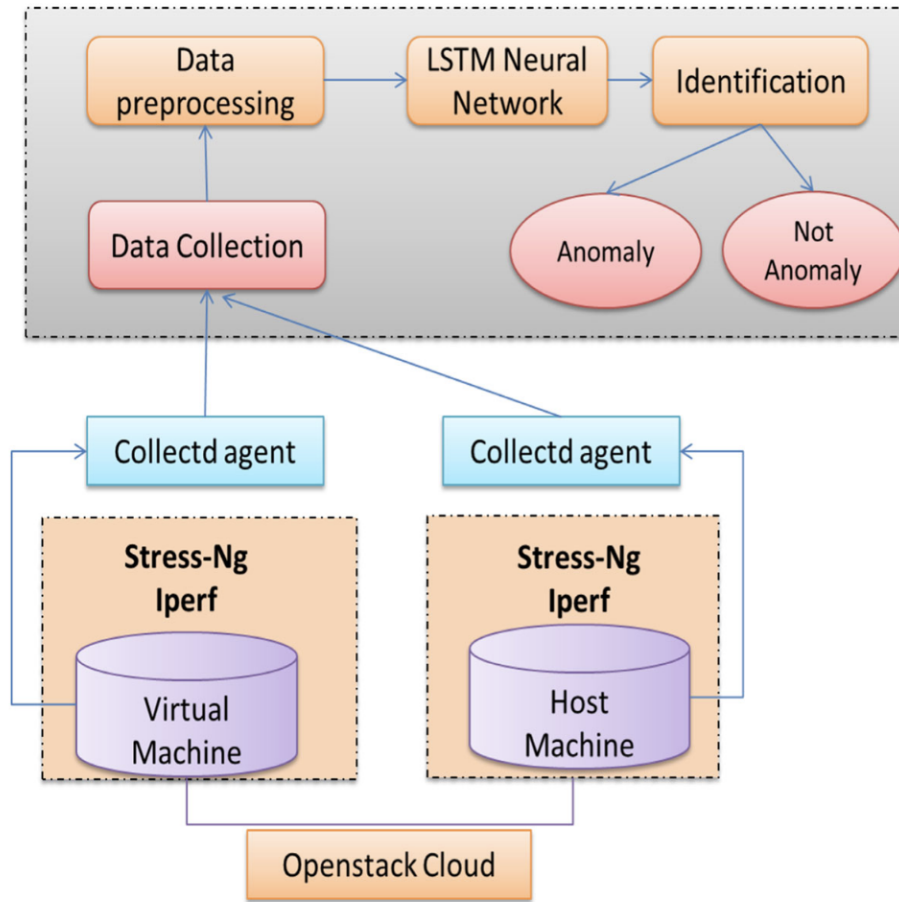 Data
preprocessing
LSTM Neural
Network
Identification
Data Collection
Anomaly
Not
Anomaly
Collectd agent
Collectd agent
Stress-Ng
Iperf
Virtual
Machine
Stress-Ng
Iperf
Host
Machine
Openstack Cloud